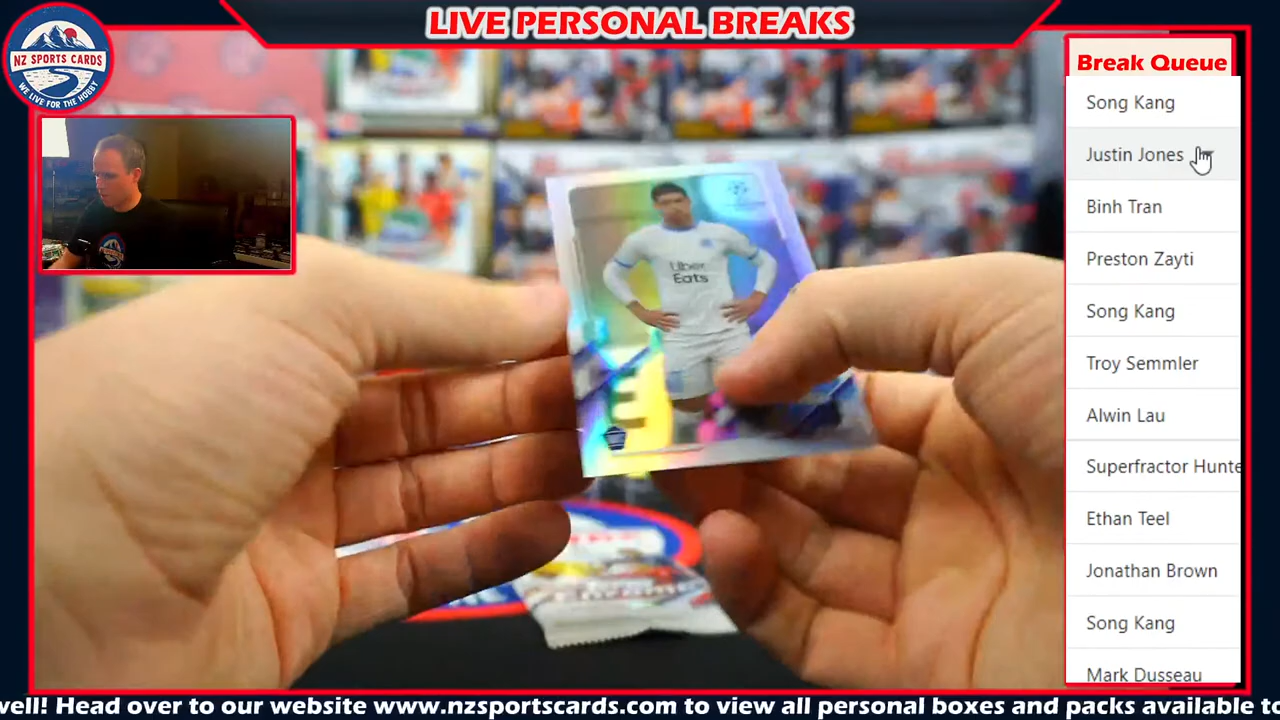 LIVE PERSONAL BREAKS
NZ SPORTS CARDS
WE LIVE FOR THE HOBBY
Break Queue
Song Kang
Justin Jones
Binh Tran
Preston Zayti
Song Kang
Troy Semmler
Alwin Lau
Superfractor Hunte
Ethan Teel
Jonathan Brown
Song Kang
Mark Dusseau
Uber
Eats
well! Head over to our website www.nzsportscards.com to view all personal boxes and packs available to